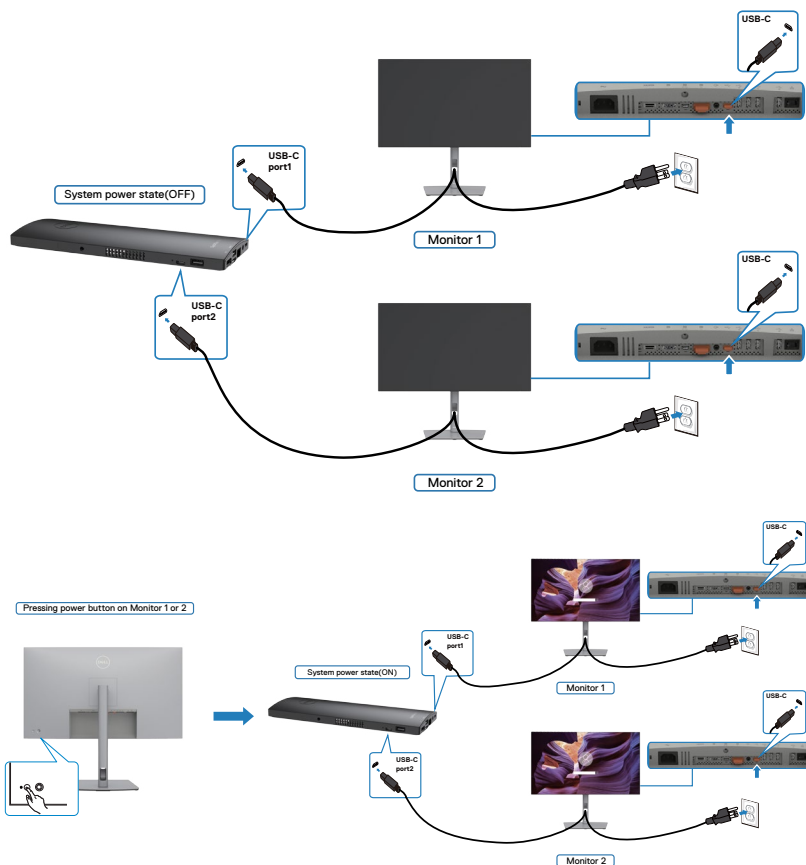 USB-C
USB-C
port1
System power state(OFF)
Monitor 1
USB-C
USB-C
port2
Monitor 2
USB-C
Pressing power button on Monitor 1 or 2
DELL
USB-C
port1
System power state(ON)
Monitor 1
USB-C
USB-C
port2
Monitor 2